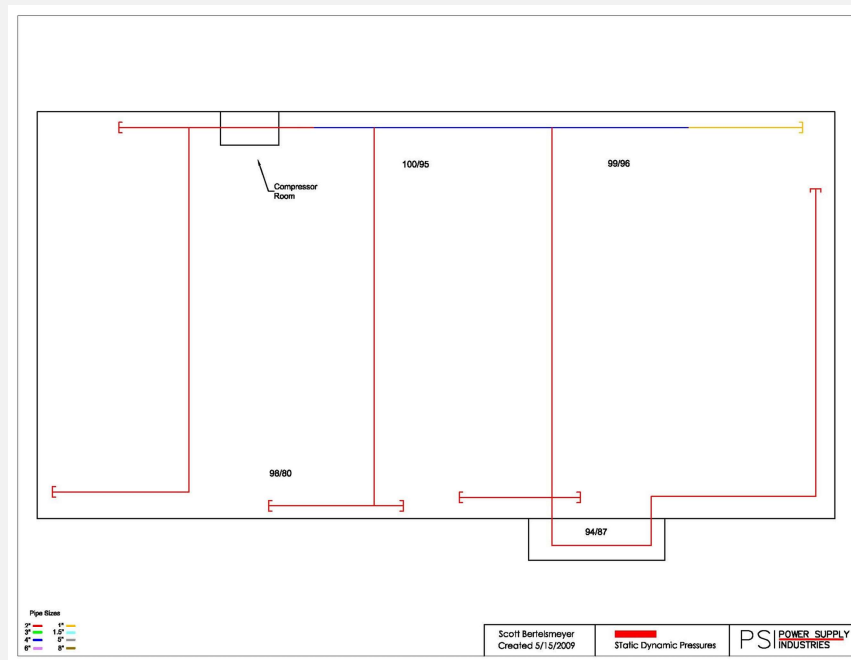 100/95
99/96
Compressor
Room
98/80
94/87
Pipe Sizes
2" 1"
3" 1.5"
4" 5"
6" 8"
Scott Bertelsmeyer
Created 5/15/2009
STatic Dynamic Pressures
PSI POWER SUPPLY
INDUSTRIES